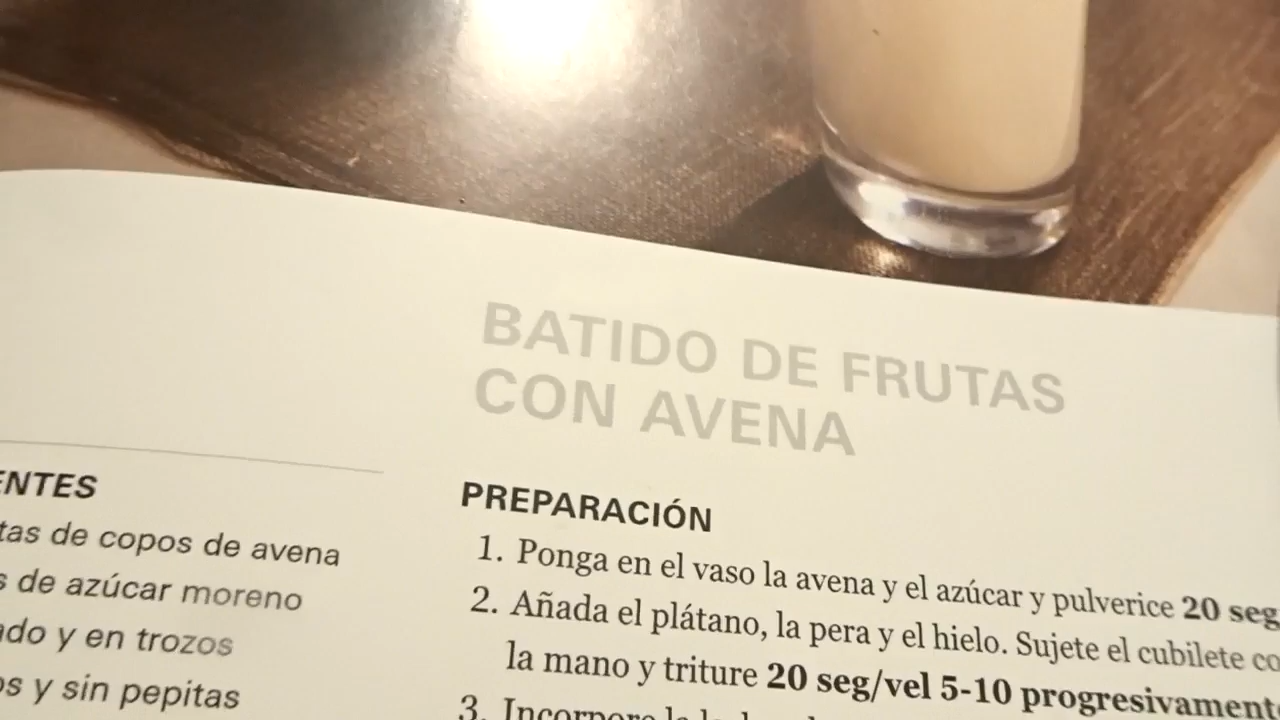 BATIDO DE FRUTAS
CON AVENA
ENTES
tas de copos de avena
s de azúcar moreno
ado y en trozos
os y sin pepitas
PREPARACIÓN
1. Ponga en el vaso la avena y el azúcar y pulverice 20 seg
2. Añada el plátano, la pera y el hielo. Sujete el cubilete co
la mano y triture 20 seg/vel 5-10 progresivament
3.